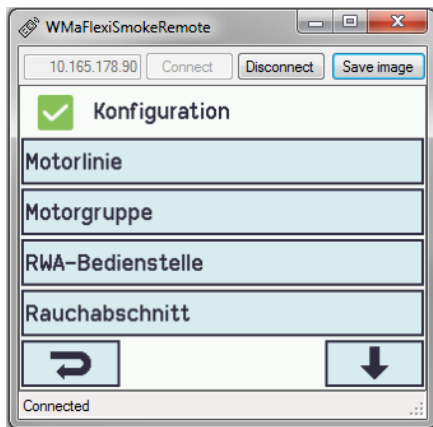 WMaFlexiSmokeRemote
10.165.178.90 Connect Disconnect Save image
Konfiguration
Motorlinie
Motorgruppe
RWA-Bedienstelle
Rauchabschnitt
Connected